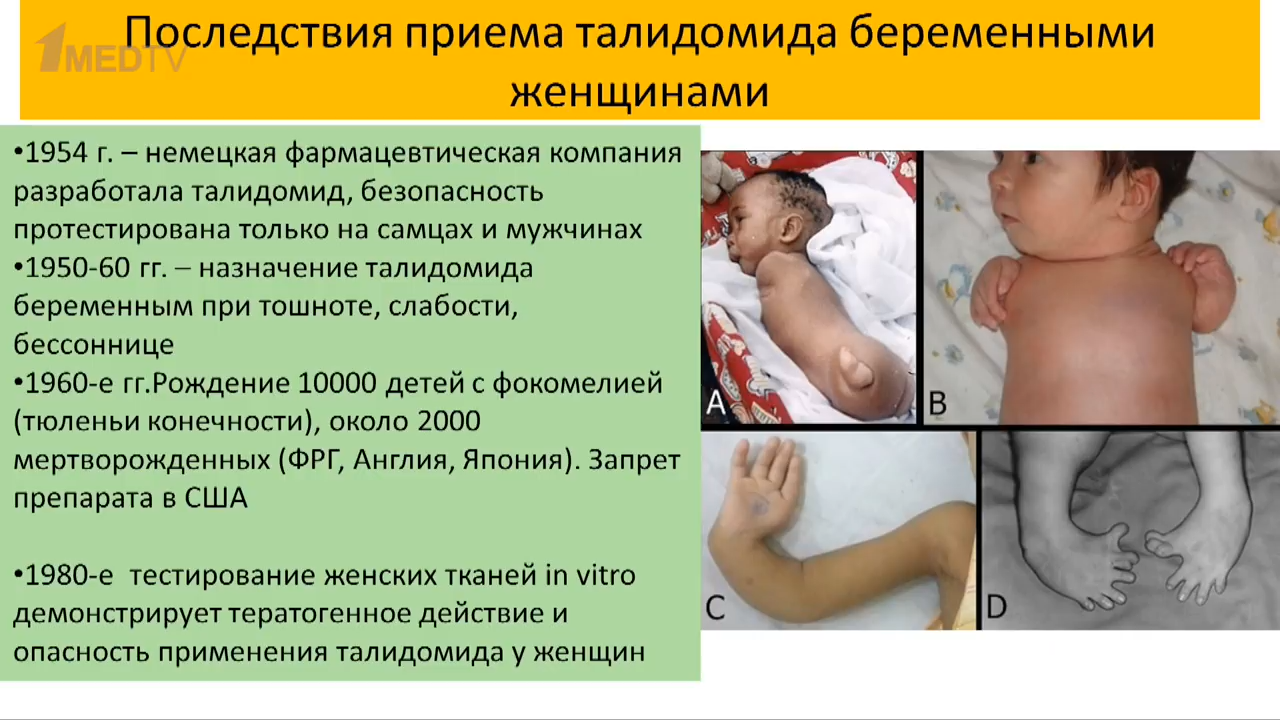 Последствия приема талидомида беременными
женщинами
1MEDTV
•1954 г. – немецкая фармацевтическая компания
разработала талидомид, безопасность
протестирована только на самцах и мужчинах
•1950-60 гг. – назначение талидомида
беременным при тошноте, слабости,
бессоннице
•1960-е гг.Рождение 10000 детей с фокомелией
(тюленьи конечности), около 2000
мертворожденных (ФРГ, Англия, Япония). Запрет
препарата в США
•1980-е  тестирование женских тканей in vitro
демонстрирует тератогенное действие и
опасность применения талидомида у женщин
A
B
C
D